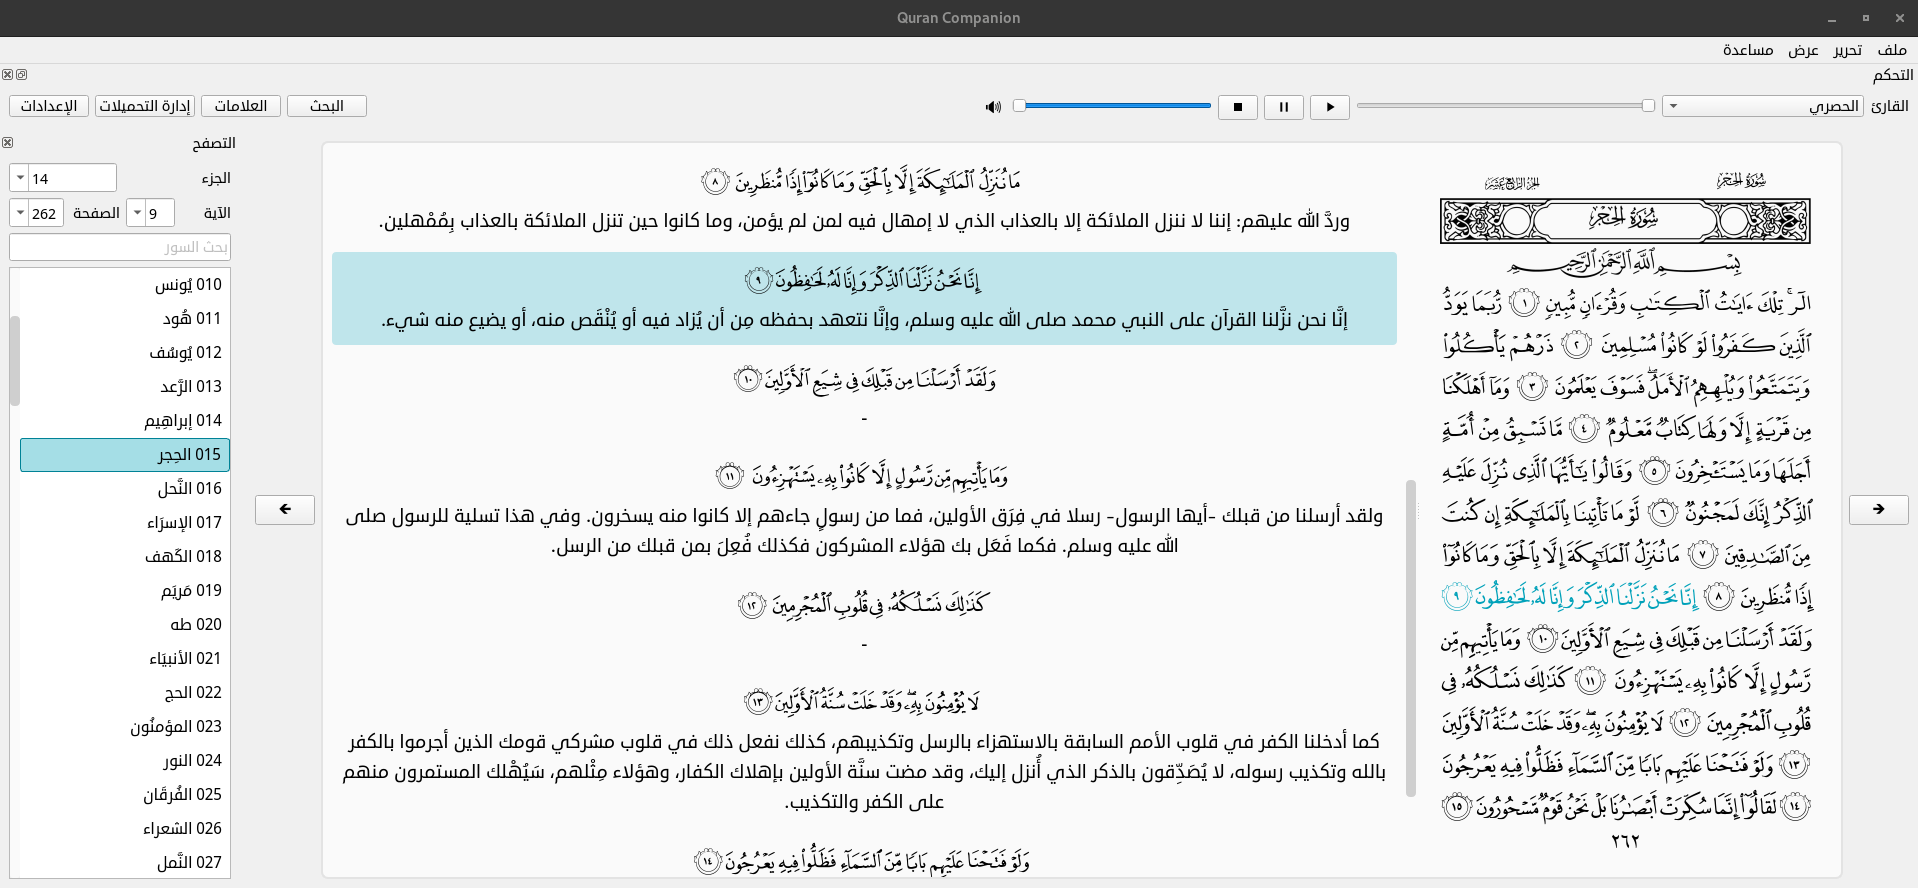 Quran Companion
ملف تحرير عرض مساعدة
التحكم
القارئ الحصري
البحث العلامات إدارة التحميلات الإعدادات
سُورَةُ الحِجْرِ الجزء الرابع عشر
سُورَةُ الحِجْرِ
بِسْمِ ٱللَّهِ ٱلرَّحْمَٰنِ ٱلرَّحِيمِ
الٓرۚ تِلْكَ ءَايَٰتُ ٱلْكِتَٰبِ وَقُرْءَانٍ مُّبِينٍ ١ رُّبَمَا يَوَدُّ
ٱلَّذِينَ كَفَرُوا۟ لَوْ كَانُوا۟ مُسْلِمِينَ ٢ ذَرْهُمْ يَأْكُلُوا۟
وَيَتَمَتَّعُوا۟ وَيُلْهِهِمُ ٱلْأَمَلُ ۖ فَسَوْفَ يَعْلَمُونَ ٣ وَمَآ أَهْلَكْنَا
مِن قَرْيَةٍ إِلَّا وَلَهَا كِتَابٌ مَّعْلُومٌ ٤ مَّا تَسْبِقُ مِنْ أُمَّةٍ
أَجَلَهَا وَمَا يَسْتَـْٔخِرُونَ ٥ وَقَالُوا۟ يَٰٓأَيُّهَا ٱلَّذِى نُزِّلَ عَلَيْهِ
ٱلذِّكْرُ إِنَّكَ لَمَجْنُونٌ ٦ لَّوْ مَا تَأْتِينَا بِٱلْمَلَٰٓئِكَةِ إِن كُنتَ
مِنَ ٱلصَّٰدِقِينَ ٧ مَا نُنَزِّلُ ٱلْمَلَٰٓئِكَةَ إِلَّا بِٱلْحَقِّ وَمَا كَانُوٓا۟
إِذًا مُّنظَرِينَ ٨ إِنَّا نَحْنُ نَزَّلْنَا ٱلذِّكْرَ وَإِنَّا لَهُۥ لَحَٰفِظُونَ ٩
وَلَقَدْ أَرْسَلْنَا مِن قَبْلِكَ فِى شِيَعِ ٱلْأَوَّلِينَ ١٠ وَمَا يَأْتِيهِم مِّن
رَّسُولٍ إِلَّا كَانُوا۟ بِهِۦ يَسْتَهْزِءُونَ ١١ كَذَٰلِكَ نَسْلُكُهُۥ فِى
قُلُوبِ ٱلْمُجْرِمِينَ ١٢ لَا يُؤْمِنُونَ بِهِۦ ۖ وَقَدْ خَلَتْ سُنَّةُ ٱلْأَوَّلِينَ
١٣ وَلَوْ فَتَحْنَا عَلَيْهِم بَابًا مِّنَ ٱلسَّمَآءِ فَظَلُّوا۟ فِيهِ يَعْرُجُونَ
١٤ لَقَالُوٓا۟ إِنَّمَا سُكِّرَتْ أَبْصَٰرُنَا بَلْ نَحْنُ قَوْمٌ مَّسْحُورُونَ ١٥
٢٦٢
مَا نُنَزِّلُ ٱلْمَلَٰٓئِكَةَ إِلَّا بِٱلْحَقِّ وَمَا كَانُوٓا۟ إِذًا مُّنظَرِينَ ٨
وردَّ الله عليهم: إننا لا ننزل الملائكة إلا بالعذاب الذي لا إمهال فيه لمن لم يؤمن، وما كانوا حين تنزل الملائكة بالعذاب بِمُمْهلين.
إِنَّا نَحْنُ نَزَّلْنَا ٱلذِّكْرَ وَإِنَّا لَهُۥ لَحَٰفِظُونَ ٩
إنَّا نحن نزَّلنا القرآن على النبي محمد صلى الله عليه وسلم، وإنَّا نتعهد بحفظه مِن أن يُزاد فيه أو يُنْقَص منه، أو يضيع منه شيء.
وَلَقَدْ أَرْسَلْنَا مِن قَبْلِكَ فِى شِيَعِ ٱلْأَوَّلِينَ ١٠
-
وَمَا يَأْتِيهِم مِّن رَّسُولٍ إِلَّا كَانُوا۟ بِهِۦ يَسْتَهْزِءُونَ ١١
ولقد أرسلنا من قبلك -أيها الرسول- رسلا في فِرَق الأولين، فما من رسولٍ جاءهم إلا كانوا منه يسخرون. وفي هذا تسلية للرسول صلى
الله عليه وسلم. فكما فَعَل بك هؤلاء المشركون فكذلك فُعِلَ بمن قبلك من الرسل.
كَذَٰلِكَ نَسْلُكُهُۥ فِى قُلُوبِ ٱلْمُجْرِمِينَ ١٢
-
لَا يُؤْمِنُونَ بِهِۦ ۖ وَقَدْ خَلَتْ سُنَّةُ ٱلْأَوَّلِينَ ١٣
كما أدخلنا الكفر في قلوب الأمم السابقة بالاستهزاء بالرسل وتكذيبهم، كذلك نفعل ذلك في قلوب مشركي قومك الذين أجرموا بالكفر
بالله وتكذيب رسوله، لا يُصَدِّقون بالذكر الذي أُنزل إليك، وقد مضت سنَّة الأولين بإهلاك الكفار، وهؤلاء مِثْلهم، سَيُهْلك المستمرون منهم
على الكفر والتكذيب.
وَلَوْ فَتَحْنَا عَلَيْهِم بَابًا مِّنَ ٱلسَّمَآءِ فَظَلُّوا۟ فِيهِ يَعْرُجُونَ ١٤
التصفح
الجزء 14
الآية 9 الصفحة 262
بحث السور
010 يُونس
011 هُود
012 يُوسُف
013 الرَّعد
014 إبراهِيم
015 الحِجر
016 النَّحل
017 الإسرَاء
018 الكَهف
019 مَريَم
020 طه
021 الأنبيَاء
022 الحج
023 المؤمنُون
024 النور
025 الفُرقَان
026 الشعراء
027 النَّمل